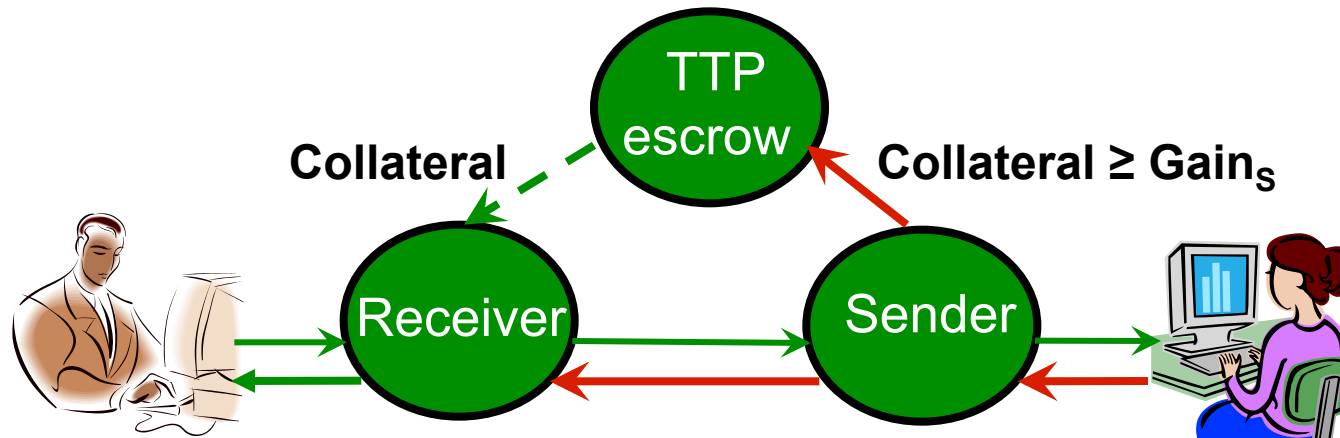 TTP
escrow
Collateral
Collateral ≥ Gainₛ
Receiver
Sender